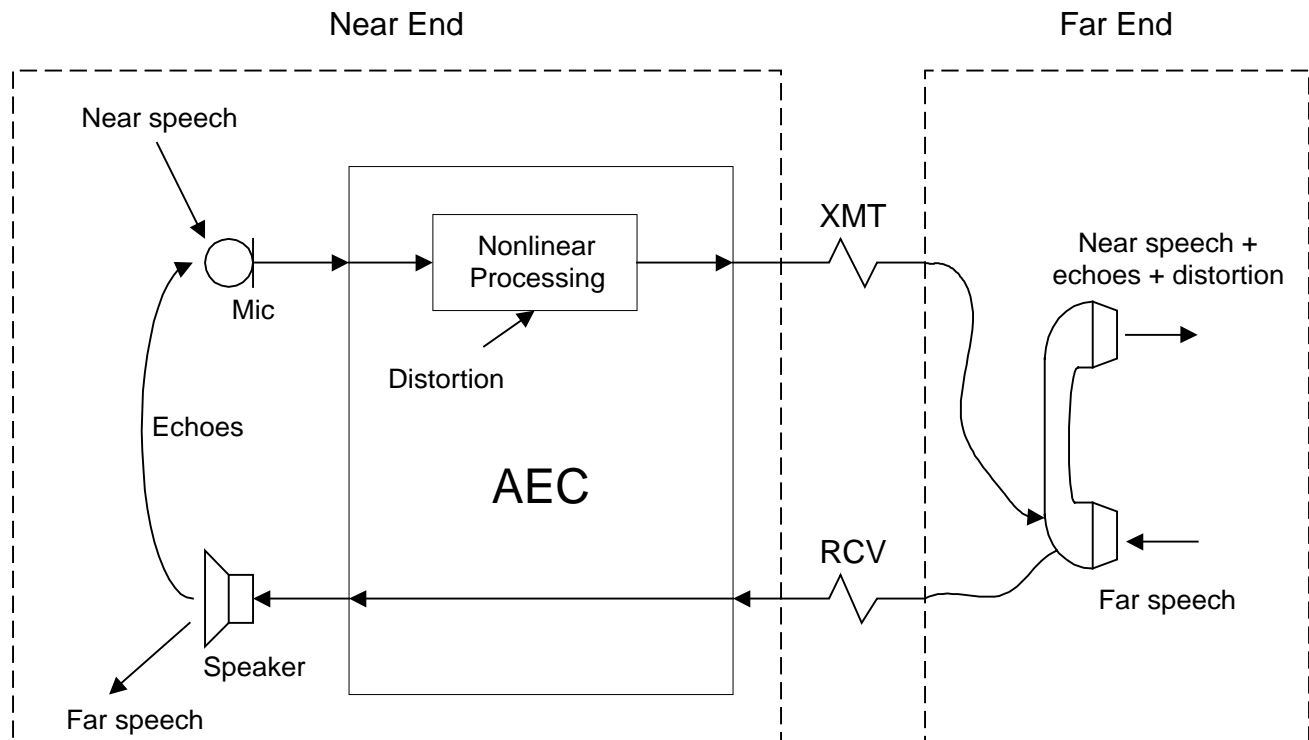 Near End
Far End
Near speech
XMT
Nonlinear
Processing
Near speech +
echoes + distortion
Mic
Distortion
Echoes
AEC
RCV
Far speech
Speaker
Far speech